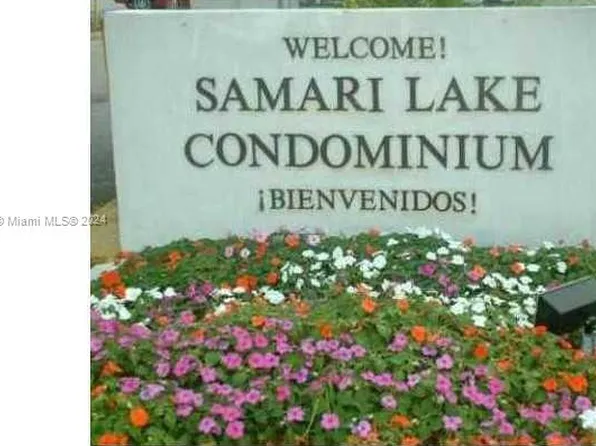 WELCOME!
SAMARI LAKE
CONDOMINIUM
¡BIENVENIDOS!
© Miami MLS® 2024